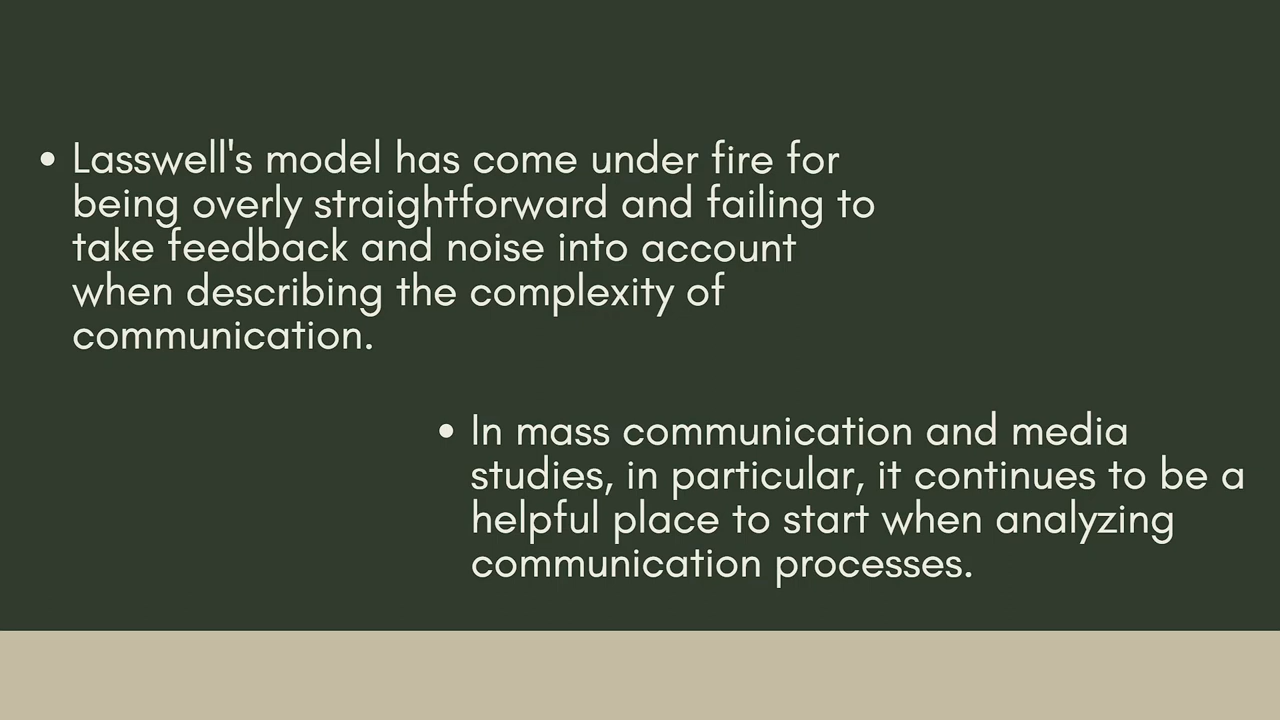 • Lasswell's model has come under fire for
being overly straightforward and failing to
take feedback and noise into account
when describing the complexity of
communication.
• In mass communication and media
studies, in particular, it continues to be a
helpful place to start when analyzing
communication processes.